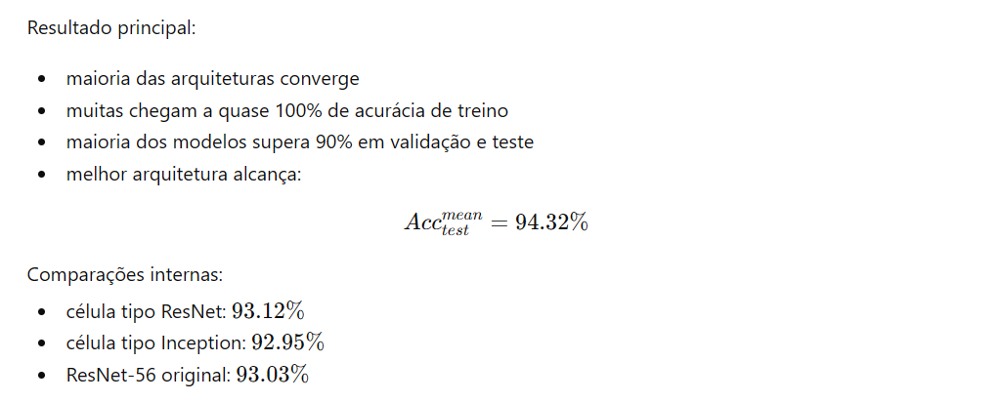 Resultado principal:
• maioria das arquiteturas converge
• muitas chegam a quase 100% de acurácia de treino
• maioria dos modelos supera 90% em validação e teste
• melhor arquitetura alcança:
$Acc_{test}^{mean} = 94.32\%$
Comparações internas:
• célula tipo ResNet: 93.12%
• célula tipo Inception: 92.95%
• ResNet-56 original: 93.03%